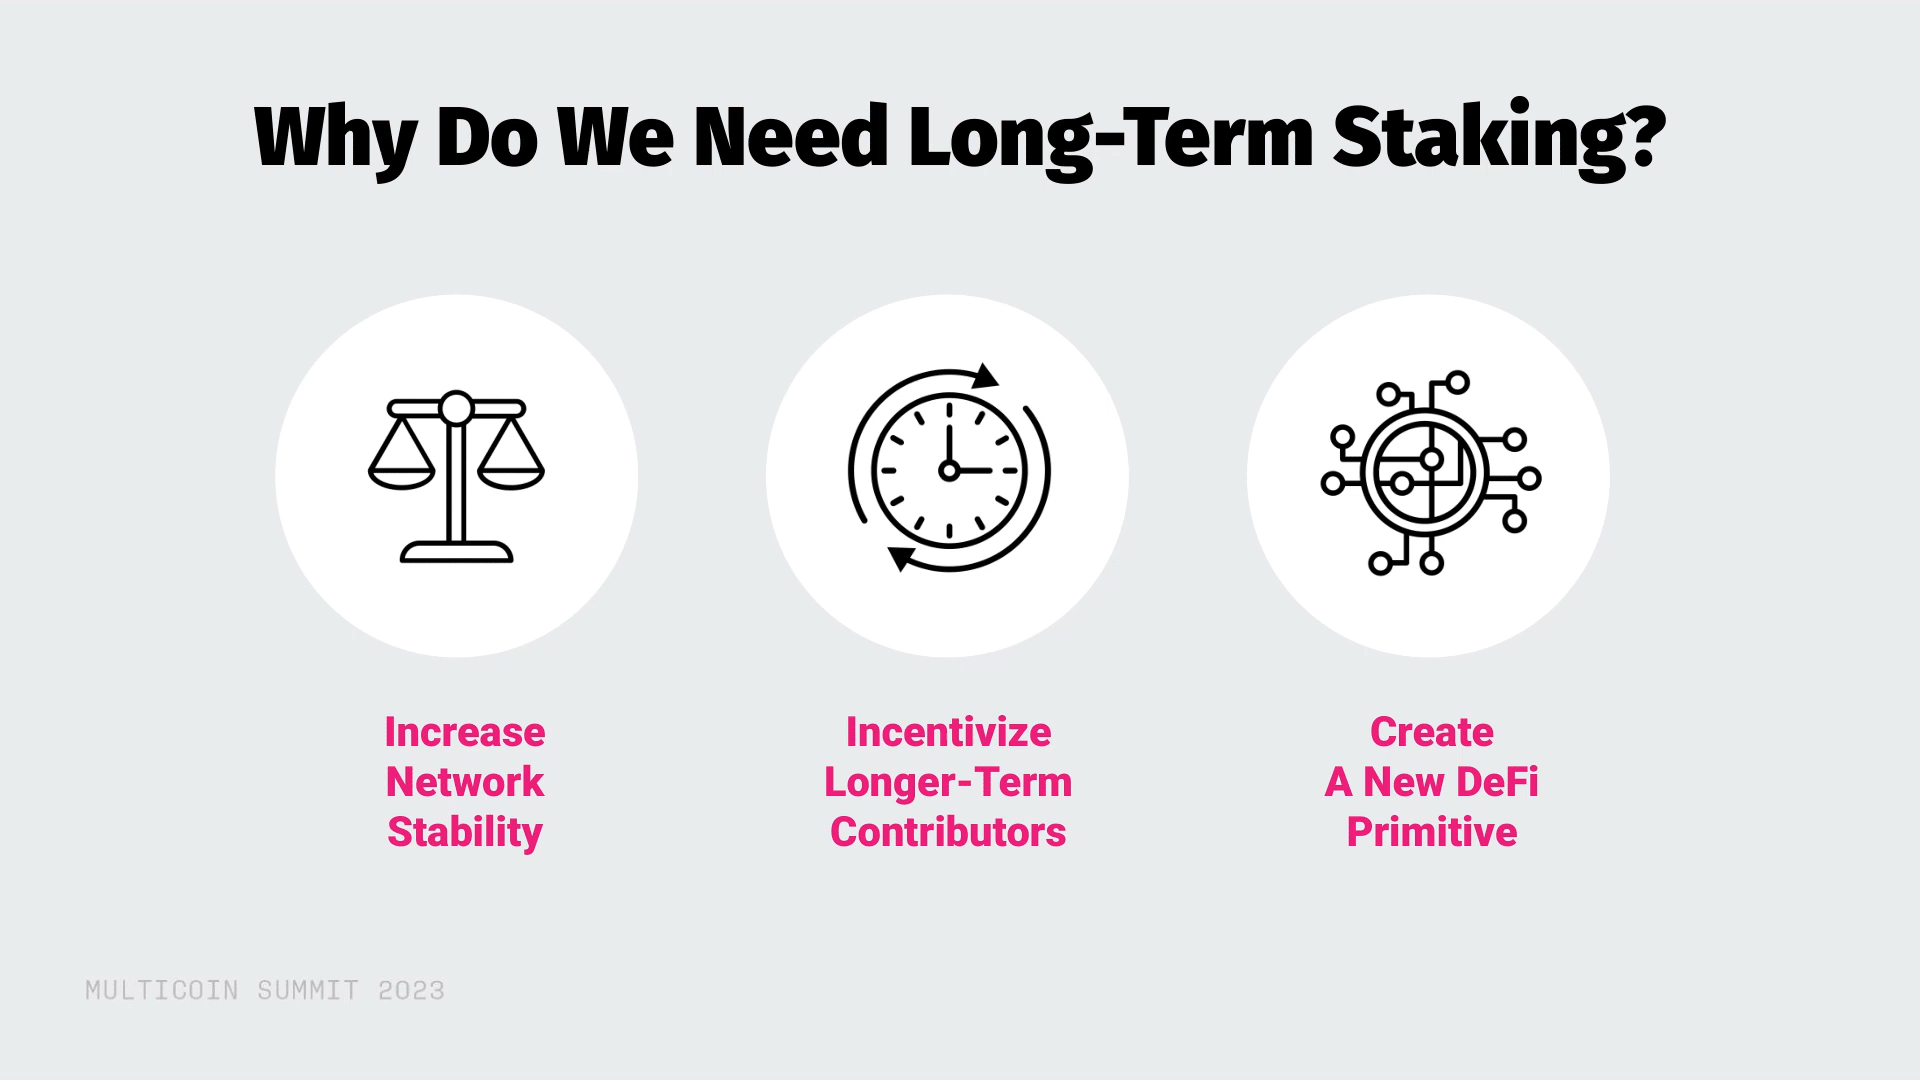 Why Do We Need Long-Term Staking?
Increase
Network
Stability
Incentivize
Longer-Term
Contributors
Create
A New DeFi
Primitive
MULTICOIN SUMMIT 2023